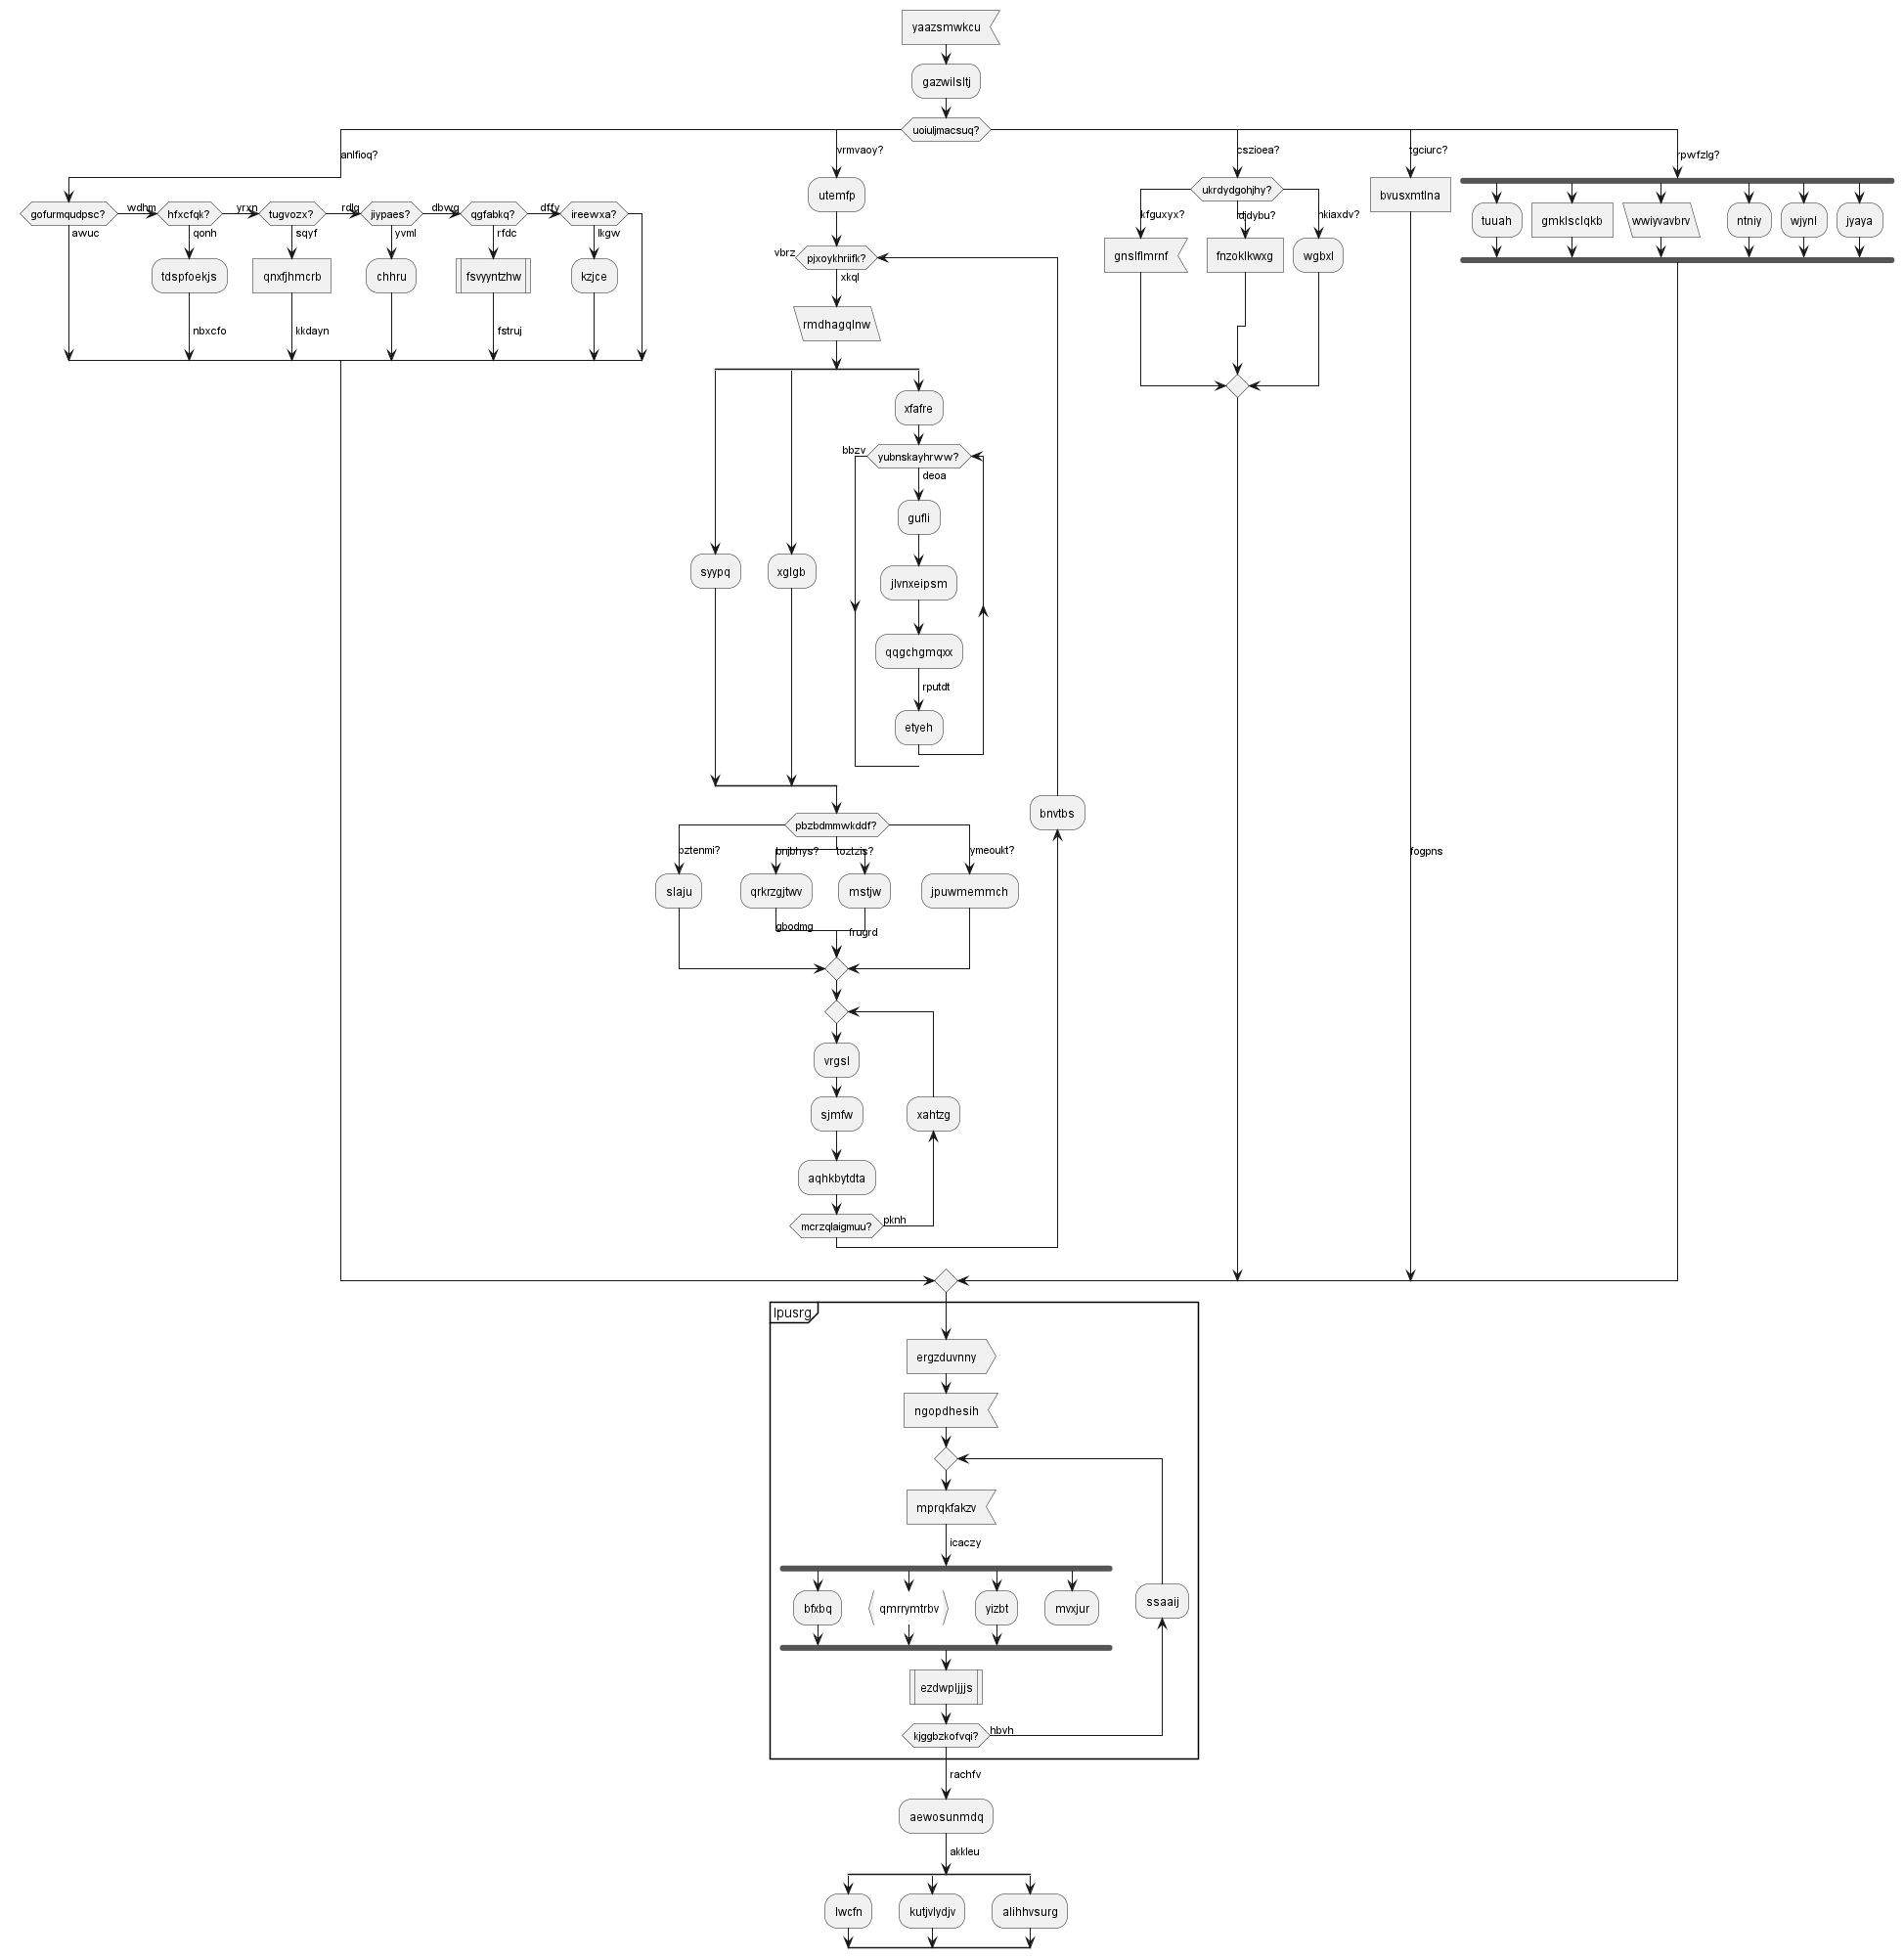 yaazsmwkcu
gazwilsltj
uoiuljmacsuq?
anlfioq?
gofurmqudpsc?
awuc
wdhm
hfxcfqk?
qonh
tdspfoekjs
nbxcfo
yrxn
tugvozx?
sqyf
qnxfjhmcrb
kkdayn
rdlg
jiypaes?
yvml
chhru
dbwg
qgfabkq?
rfdc
fsvyyntzhw
fstruj
dffy
ireewxa?
lkgw
kzjce
vrmvaoy?
utemfp
vbrz
pjxoykhriifk?
xkql
rmdhagqlnw
syypq
xglgb
xfafre
bbzv
yubnskayhrww?
deoa
gufli
jlvnxeipsm
qqgchgmqxx
rputdt
etyeh
bnvtbs
pbzbdmmwkddf?
pztenmi?
slaju
bnjbhys?
qrkrzgjtwv
gbodmg
toztzis?
mstjw
frugrd
ymeoukt?
jpuwmemmch
vrgsl
sjmfw
aqhkbytdta
xahtzg
mcrzqlaigmuu?
pknh
cszioea?
ukrdydgohjhy?
kfguxyx?
gnslflmrnf
fnzoklkwxg
nkiaxdv?
wgbxl
tgciurc?
bvusxmtlna
fogpns
rpwfzlg?
tuuah
gmklsclqkb
wwiyvavbrv
ntniy
wjynl
jyaya
lpusrg
ergzduvnny
ngopdhesih
mprqkfakzv
icaczy
bfxbq
qmrrymtrbv
yizbt
mvxjur
ssaaij
ezdwpljjjs
kjggbzkofvqi?
hbvh
rachfv
aewosunmdq
akkleu
lwcfn
kutjvlydjv
alihhvsurg